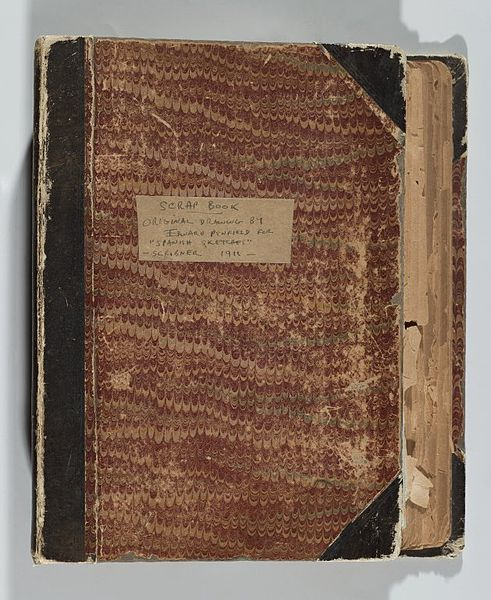 SCRAP BOOK
ORIGINAL DRAWING BY
EDWARD PENFIELD FOR
"SPANISH SKETCHES"
— SCRIBNER 1911 —